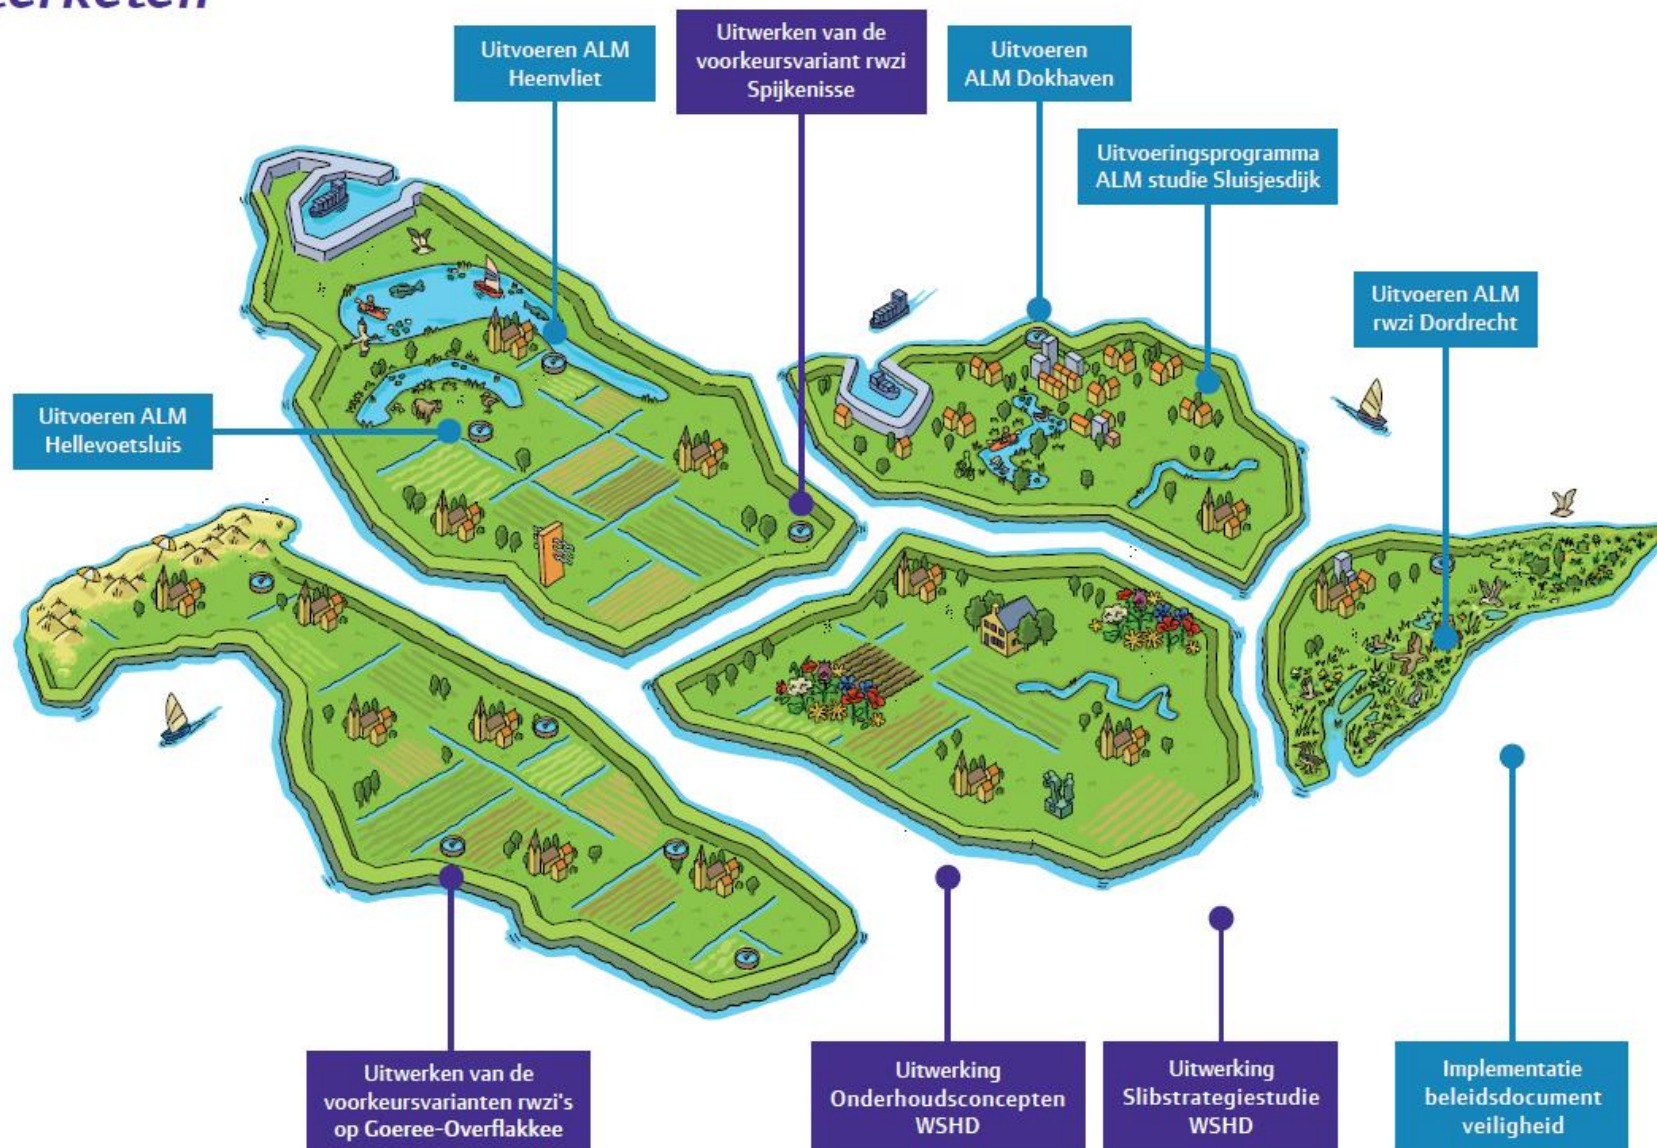 Uitvoeren ALM
Heenvliet
Uitwerken van de
voorkeursvariant rwzi
Spijkenisse
Uitvoeren
ALM Dokhaven
Uitvoeringsprogramma
ALM studie Sluisjesdijk
Uitvoeren ALM
rwzi Dordrecht
Uitvoeren ALM
Hellevoetsluis
Uitwerken van de
voorkeursvarianten rwzi's
op Goeree-Overflakkee
Uitwerking
Onderhoudsconcepten
WSHD
Uitwerking
Slibstrategiestudie
WSHD
Implementatie
beleidsdocument
veiligheid